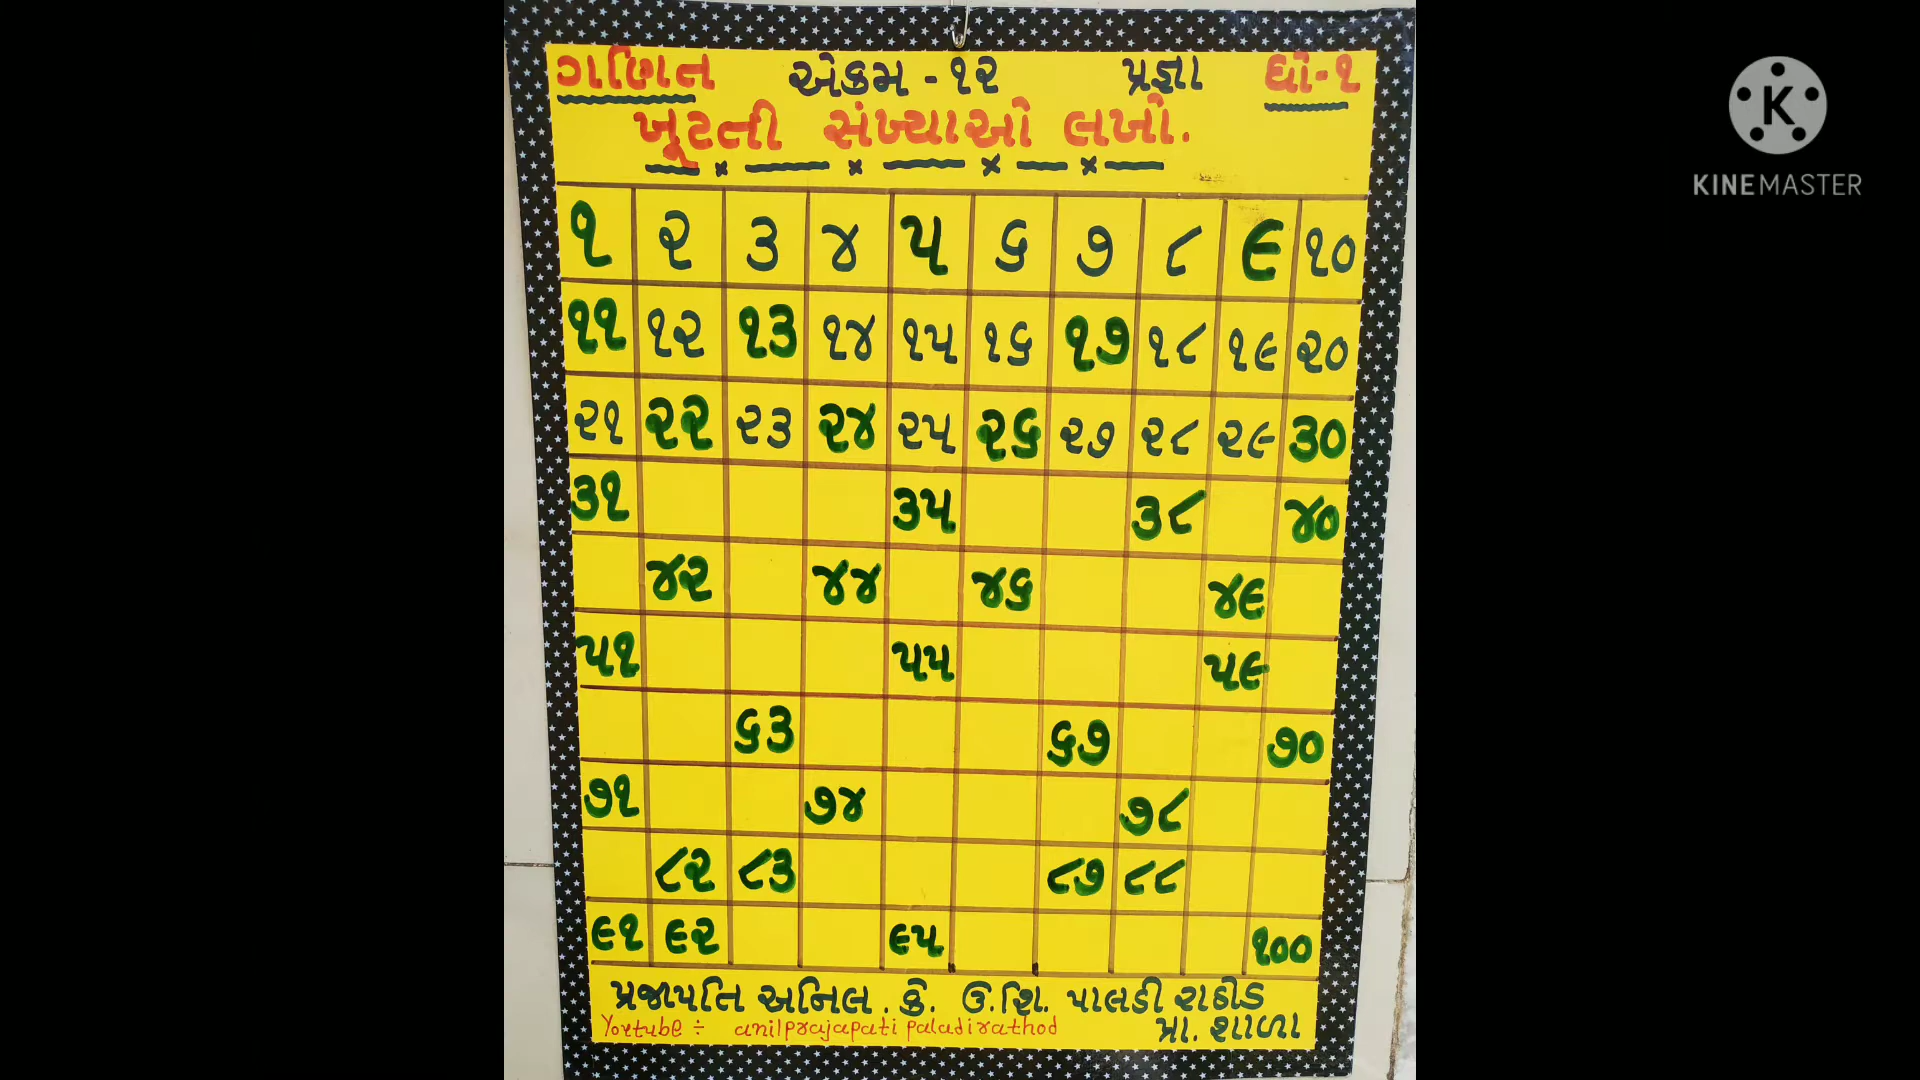 ગણિત એકમ - ૧૨ પ્રજ્ઞા ધો-૧
ખૂટતી સંખ્યાઓ લખો.
૧ ૨ ૩ ૪ ૫ ૬ ૭ ૮ ૯ ૧૦
૧૧ ૧૨ ૧૩ ૧૪ ૧૫ ૧૬ ૧૭ ૧૮ ૧૯ ૨૦
૨૧ ૨૨ ૨૩ ૨૪ ૨૫ ૨૬ ૨૭ ૨૮ ૨૯ ૩૦
૩૧ ૩૫ ૩૮ ૪૦
૪૨ ૪૪ ૪૬ ૪૯
૫૧ ૫૫ ૫૯
૬૩ ૬૭ ૭૦
૭૧ ૭૪ ૭૮
૮૨ ૮૩ ૮૭ ૮૮
૯૧ ૯૨ ૯૫ ૧૦૦
પ્રજાપતિ અનિલ . કે. ઉ.શિ. પાલડી રાઠોડ
પ્રા. શાળા
Yortube ÷ anilprajapati paladirathod
K
KINEMASTER